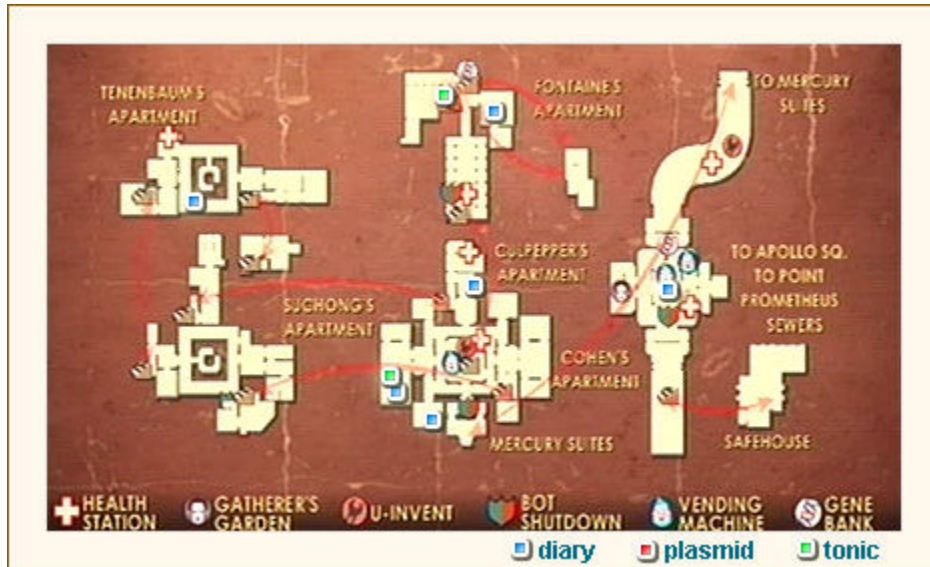 TENENBAUM'S
APARTMENT
FONTAINE'S
APARTMENT
TO MERCURY
SUITES
CULPEPPER'S
APARTMENT
TO APOLLO SQ.
TO POINT
PROMETHEUS
SEWERS
SUCHONG'S
APARTMENT
COHEN'S
APARTMENT
MERCURY SUITES
SAFEHOUSE
HEALTH
STATION
GATHERER'S
GARDEN
U-INVENT
BOT
SHUTDOWN
VENDING
MACHINE
GENE
BANK
diary
plasmid
tonic